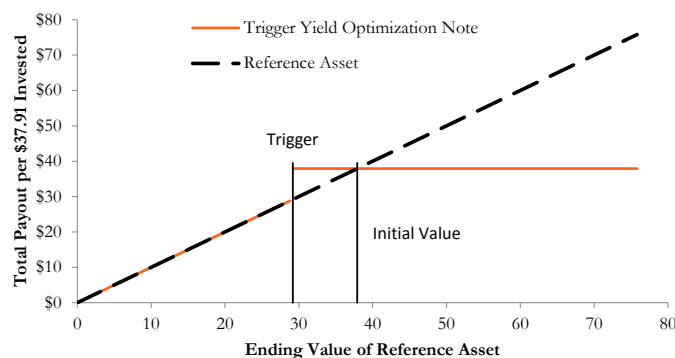 $80
$70
$60
$50
$40
$30
$20
$10
$0
Total Payout per $37.91 Invested
Trigger Yield Optimization Note
Reference Asset
Trigger
Initial Value
0 10 20 30 40 50 60 70 80
Ending Value of Reference Asset